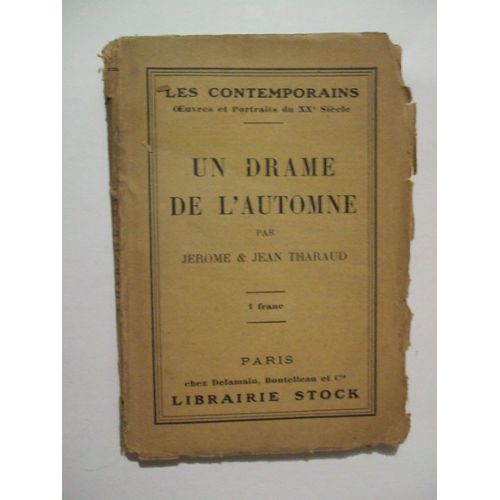 LES CONTEMPORAINS
Œuvres et Portraits du XXe Siècle
UN DRAME
DE L'AUTOMNE
PAR
JEROME & JEAN THARAUD
1 franc
PARIS
chez Delamain, Boutelleau et Cie
LIBRAIRIE STOCK